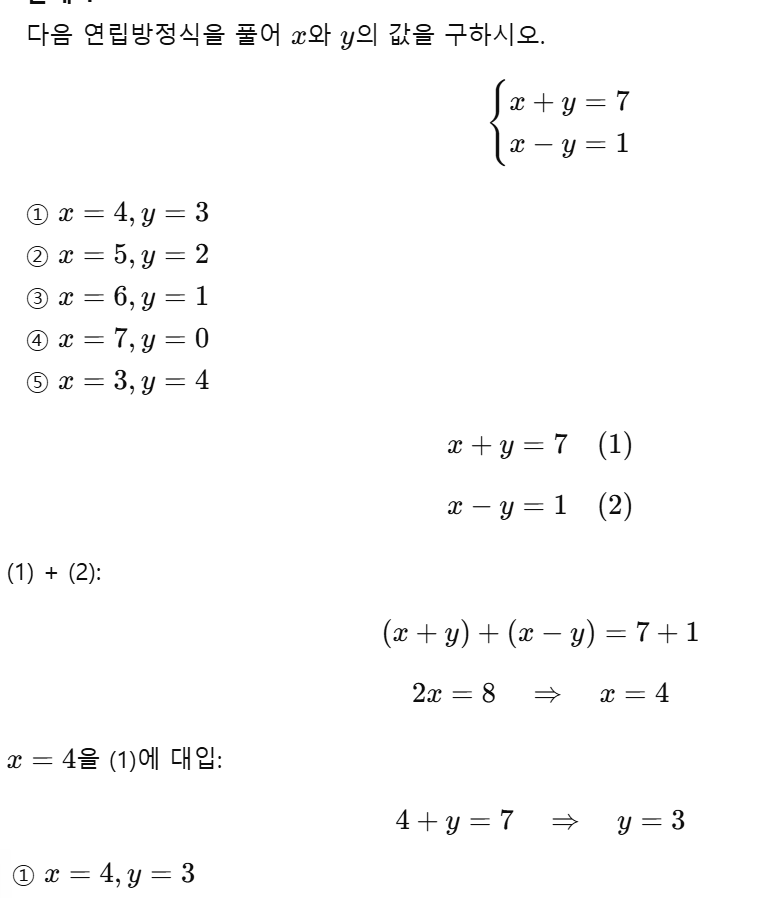 다음 연립방정식을 풀어 x와 y의 값을 구하시오.
{x + y = 7
x − y = 1
① x = 4, y = 3
② x = 5, y = 2
③ x = 6, y = 1
④ x = 7, y = 0
⑤ x = 3, y = 4
x + y = 7 (1)
x − y = 1 (2)
(1) + (2):
(x + y) + (x − y) = 7 + 1
2x = 8 ⇒ x = 4
x = 4을 (1)에 대입:
4 + y = 7 ⇒ y = 3
① x = 4, y = 3